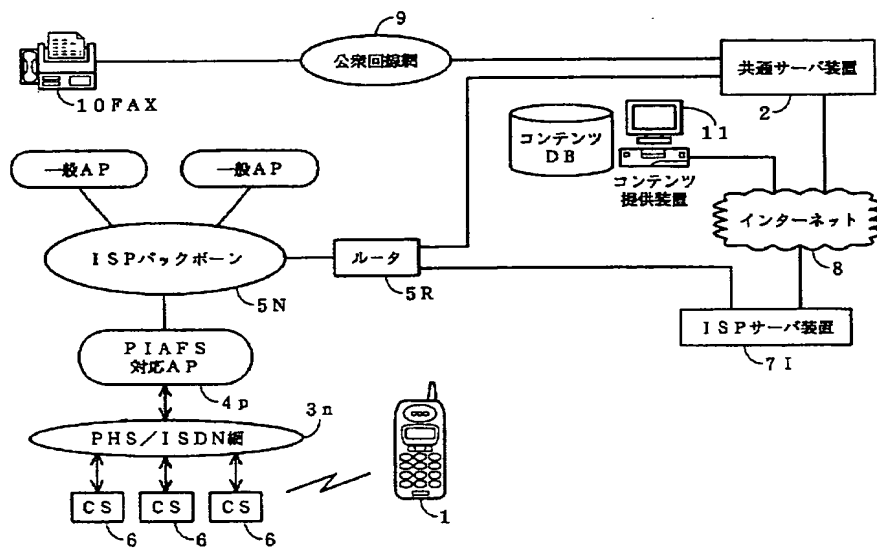 9
公衆回線網
共通サーバ装置
2
10FAX
11
コンテンツ
DB
コンテンツ
提供装置
一般AP
一般AP
インターネット
8
ISPバックボーン
5N
ルータ
5R
ISPサーバ装置
7I
PIAFS
対応AP
4p
3n
PHS/ISDN網
CS
CS
CS
6
6
6
1